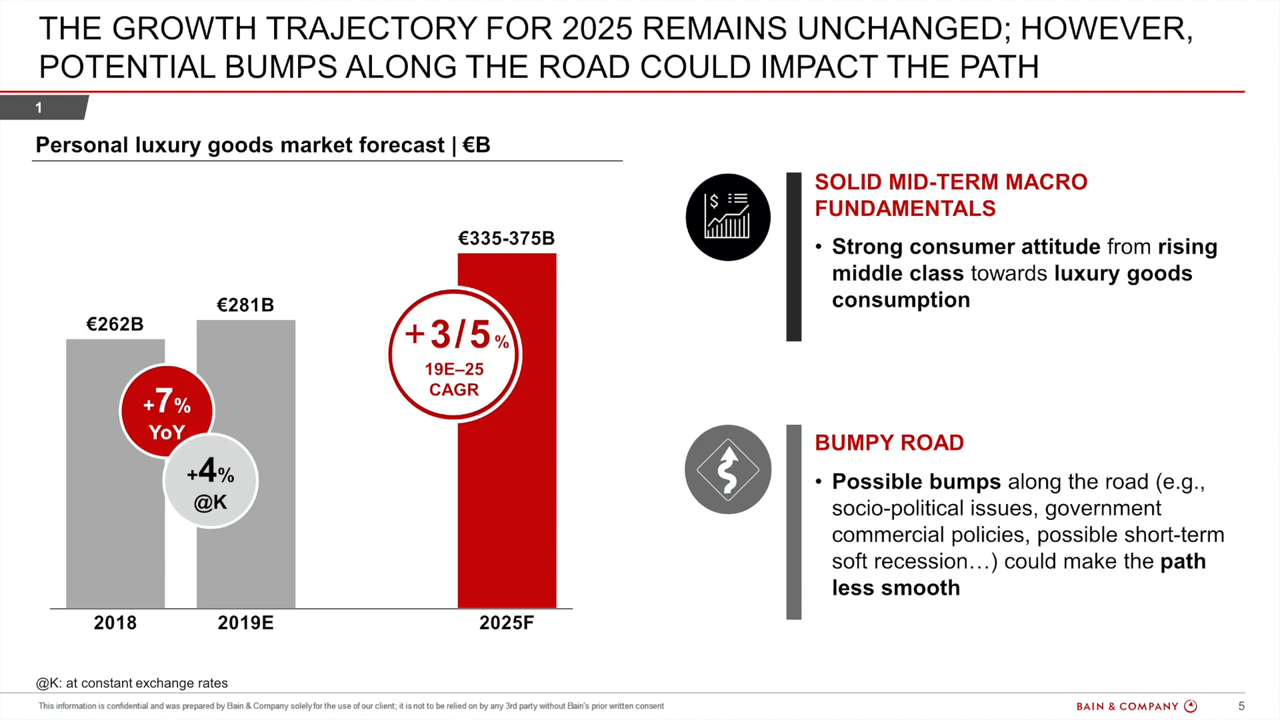 THE GROWTH TRAJECTORY FOR 2025 REMAINS UNCHANGED; HOWEVER,
POTENTIAL BUMPS ALONG THE ROAD COULD IMPACT THE PATH
1
Personal luxury goods market forecast | €B
€262B
€281B
€335-375B
+7%
YoY
+4%
@K
+3/5%
19E–25
CAGR
2018
2019E
2025F
SOLID MID-TERM MACRO
FUNDAMENTALS
$
• Strong consumer attitude from rising
middle class towards luxury goods
consumption
BUMPY ROAD
• Possible bumps along the road (e.g.,
socio-political issues, government
commercial policies, possible short-term
soft recession…) could make the path
less smooth
@K: at constant exchange rates
This information is confidential and was prepared by Bain & Company solely for the use of our client; it is not to be relied on by any 3rd party without Bain's prior written consent
BAIN & COMPANY
5